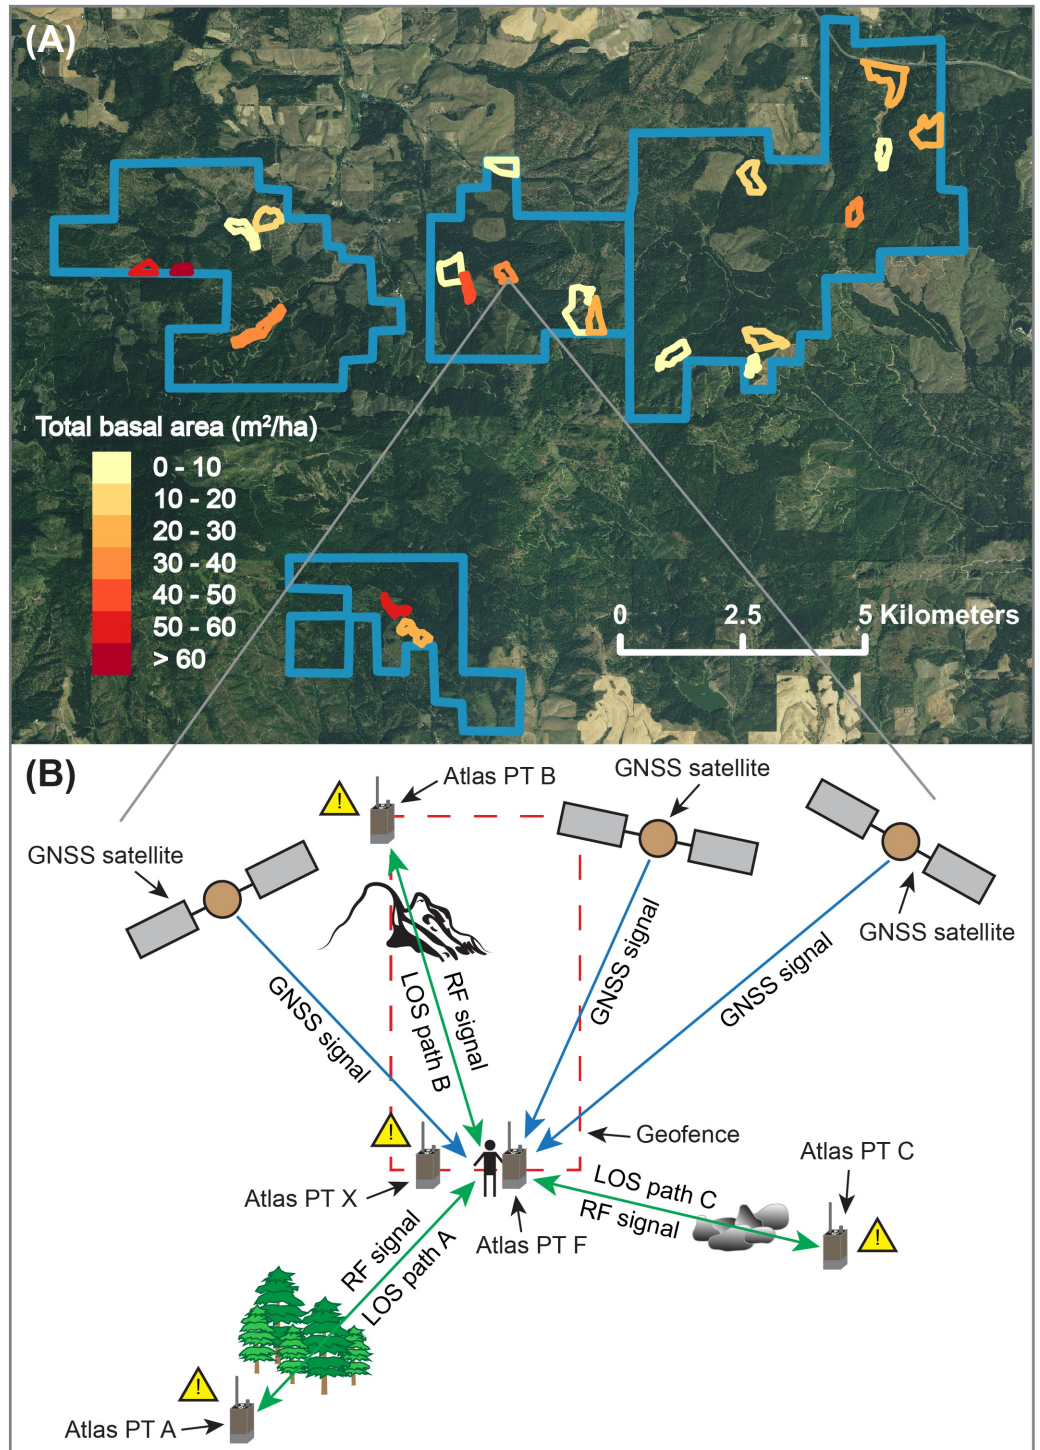 (A)
Total basal area (m²/ha)
0 - 10
10 - 20
20 - 30
30 - 40
40 - 50
50 - 60
> 60
0 2.5 5 Kilometers
(B)
Atlas PT B
GNSS satellite
GNSS satellite
GNSS satellite
!
GNSS signal
RF signal
LOS path B
GNSS signal
GNSS signal
!
Geofence
Atlas PT X
Atlas PT F
Atlas PT C
LOS path C
RF signal
!
RF signal
LOS path A
!
Atlas PT A